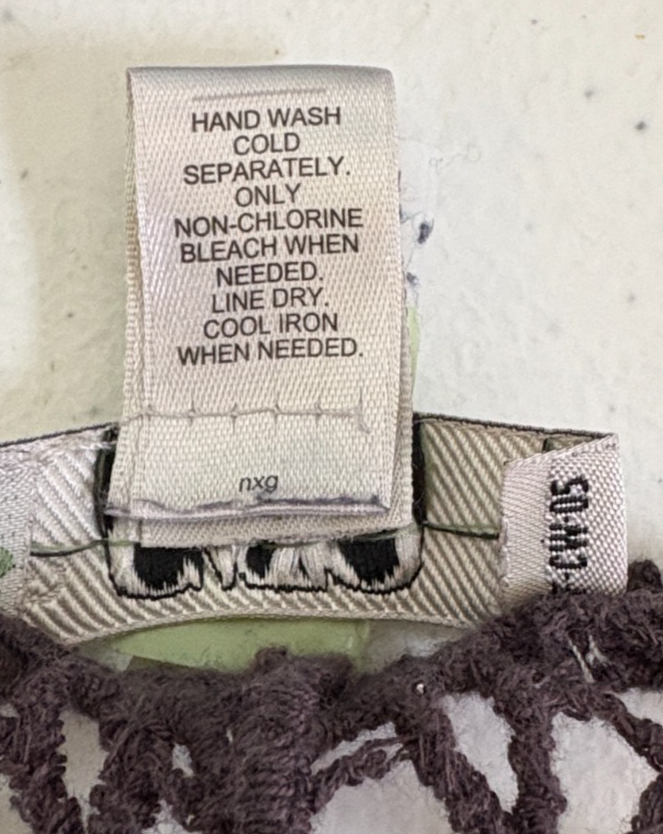 HAND WASH
COLD
SEPARATELY.
ONLY
NON-CHLORINE
BLEACH WHEN
NEEDED.
LINE DRY.
COOL IRON
WHEN NEEDED.
nxg